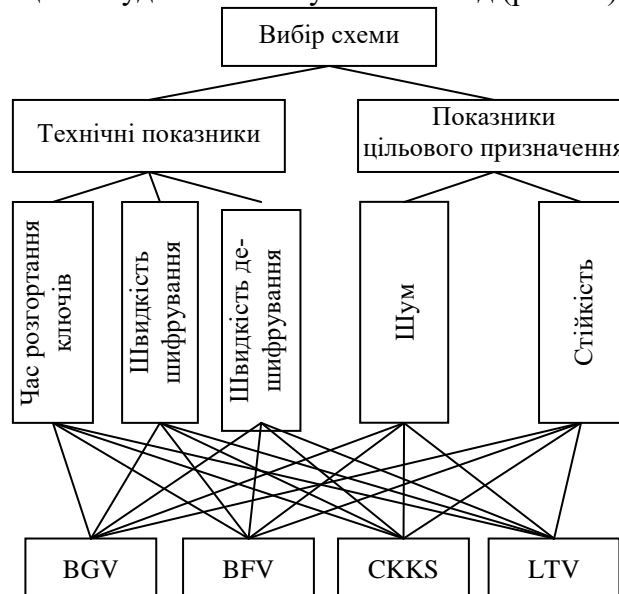 Вибір схеми
Технічні показники
Показники
цільового призначення
Час розгортання
ключів
Швидкість
шифрування
Швидкість де-
шифрування
Шум
Стійкість
BGV
BFV
CKKS
LTV